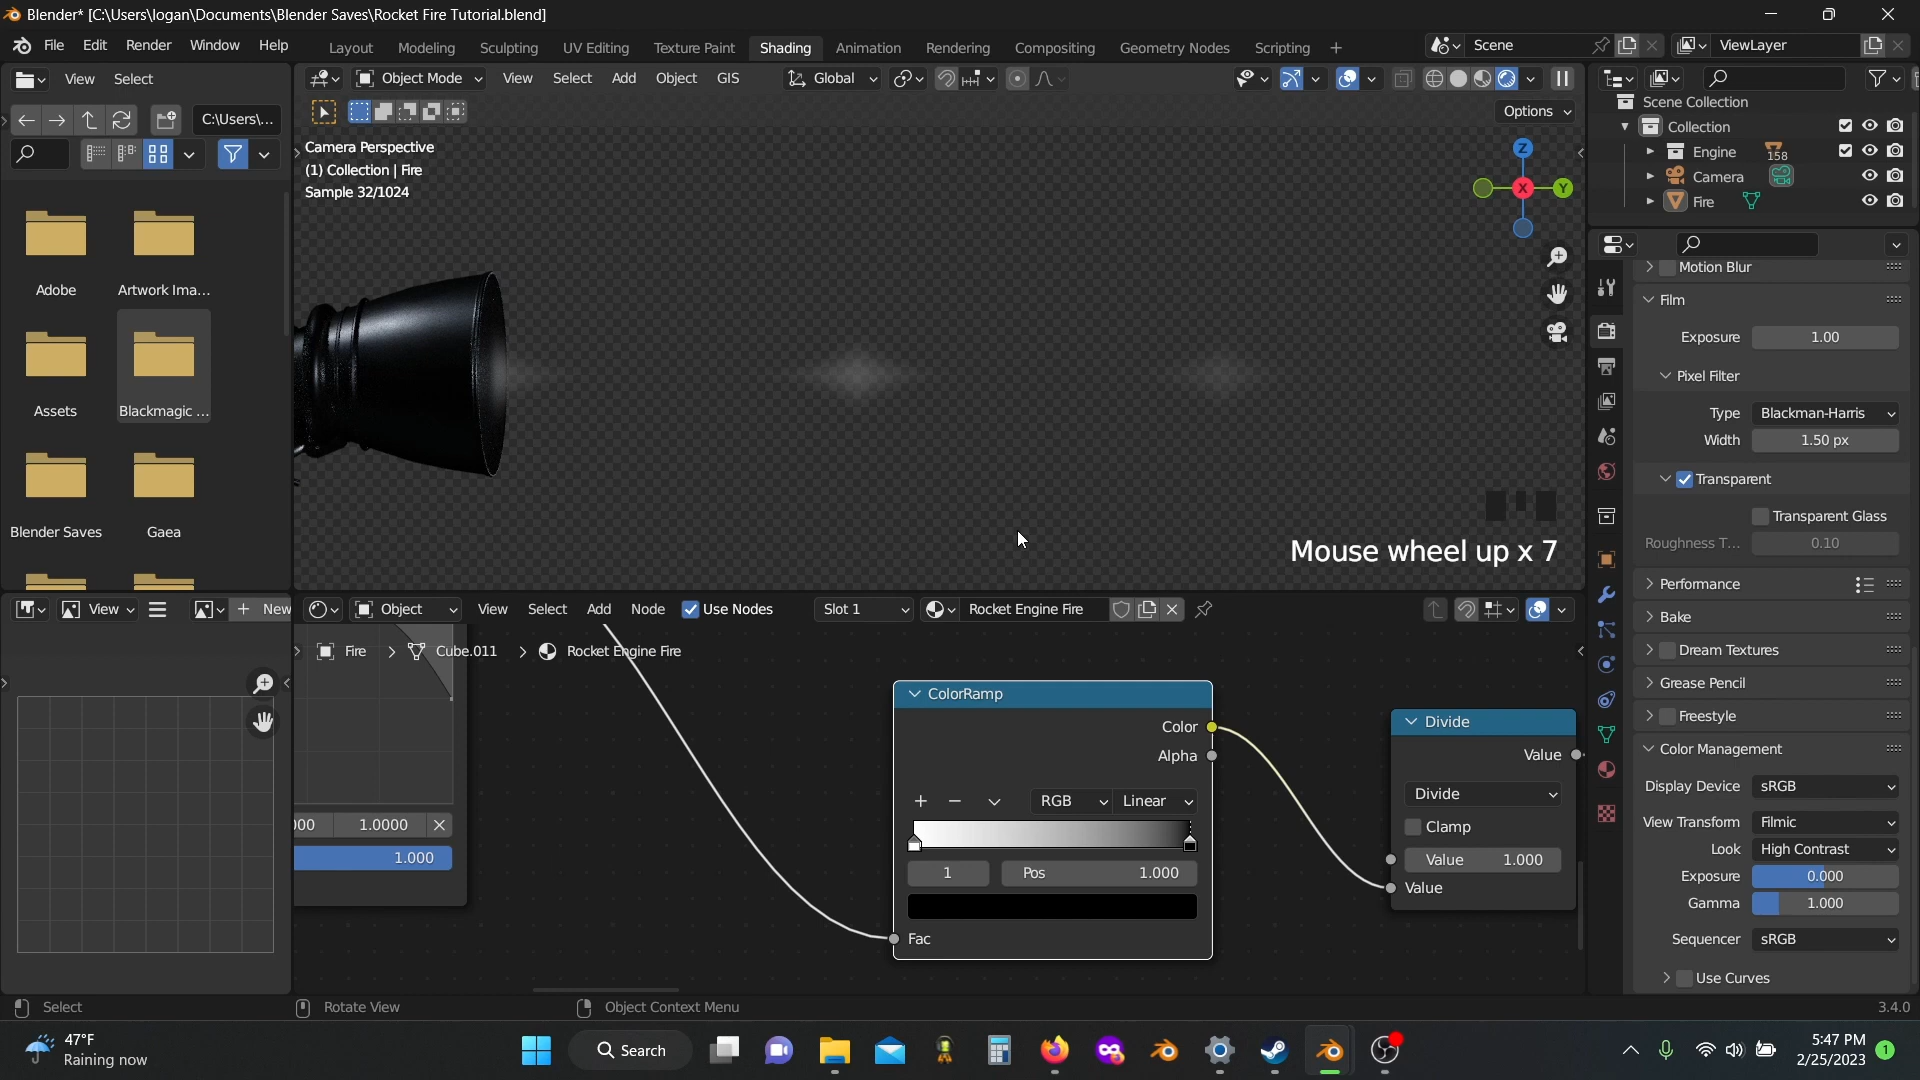 Blender* [C:\Users\logan\Documents\Blender Saves\Rocket Fire Tutorial.blend]
File Edit Render Window Help
Layout Modeling Sculpting UV Editing Texture Paint Shading Animation Rendering Compositing Geometry Nodes Scripting +
Scene
ViewLayer
View Select
Object Mode View Select Add Object GIS
Global
C:\Users\...
Options
Camera Perspective
(1) Collection | Fire
Sample 32/1024
Z
X
Y
Adobe
Artwork Ima...
Assets
Blackmagic ...
Blender Saves
Gaea
Mouse wheel up x 7
Scene Collection
Collection
Engine 158
Camera
Fire
Motion Blur
Film
Exposure 1.00
Pixel Filter
Type Blackman-Harris
Width 1.50 px
Transparent
Transparent Glass
Roughness T... 0.10
Performance
Bake
Dream Textures
Grease Pencil
Freestyle
Color Management
Display Device sRGB
View Transform Filmic
Look High Contrast
Exposure 0.000
Gamma 1.000
Sequencer sRGB
Use Curves
View
+ New
Object View Select Add Node Use Nodes
Slot 1
Rocket Engine Fire
Fire > Cube.011 > Rocket Engine Fire
1.0000
1.000
ColorRamp
Color
Alpha
RGB Linear
1 Pos 1.000
Fac
Divide
Value
Divide
Clamp
Value 1.000
Value
Select
Rotate View
Object Context Menu
3.4.0
47°F
Raining now
Search
5:47 PM
2/25/2023
1